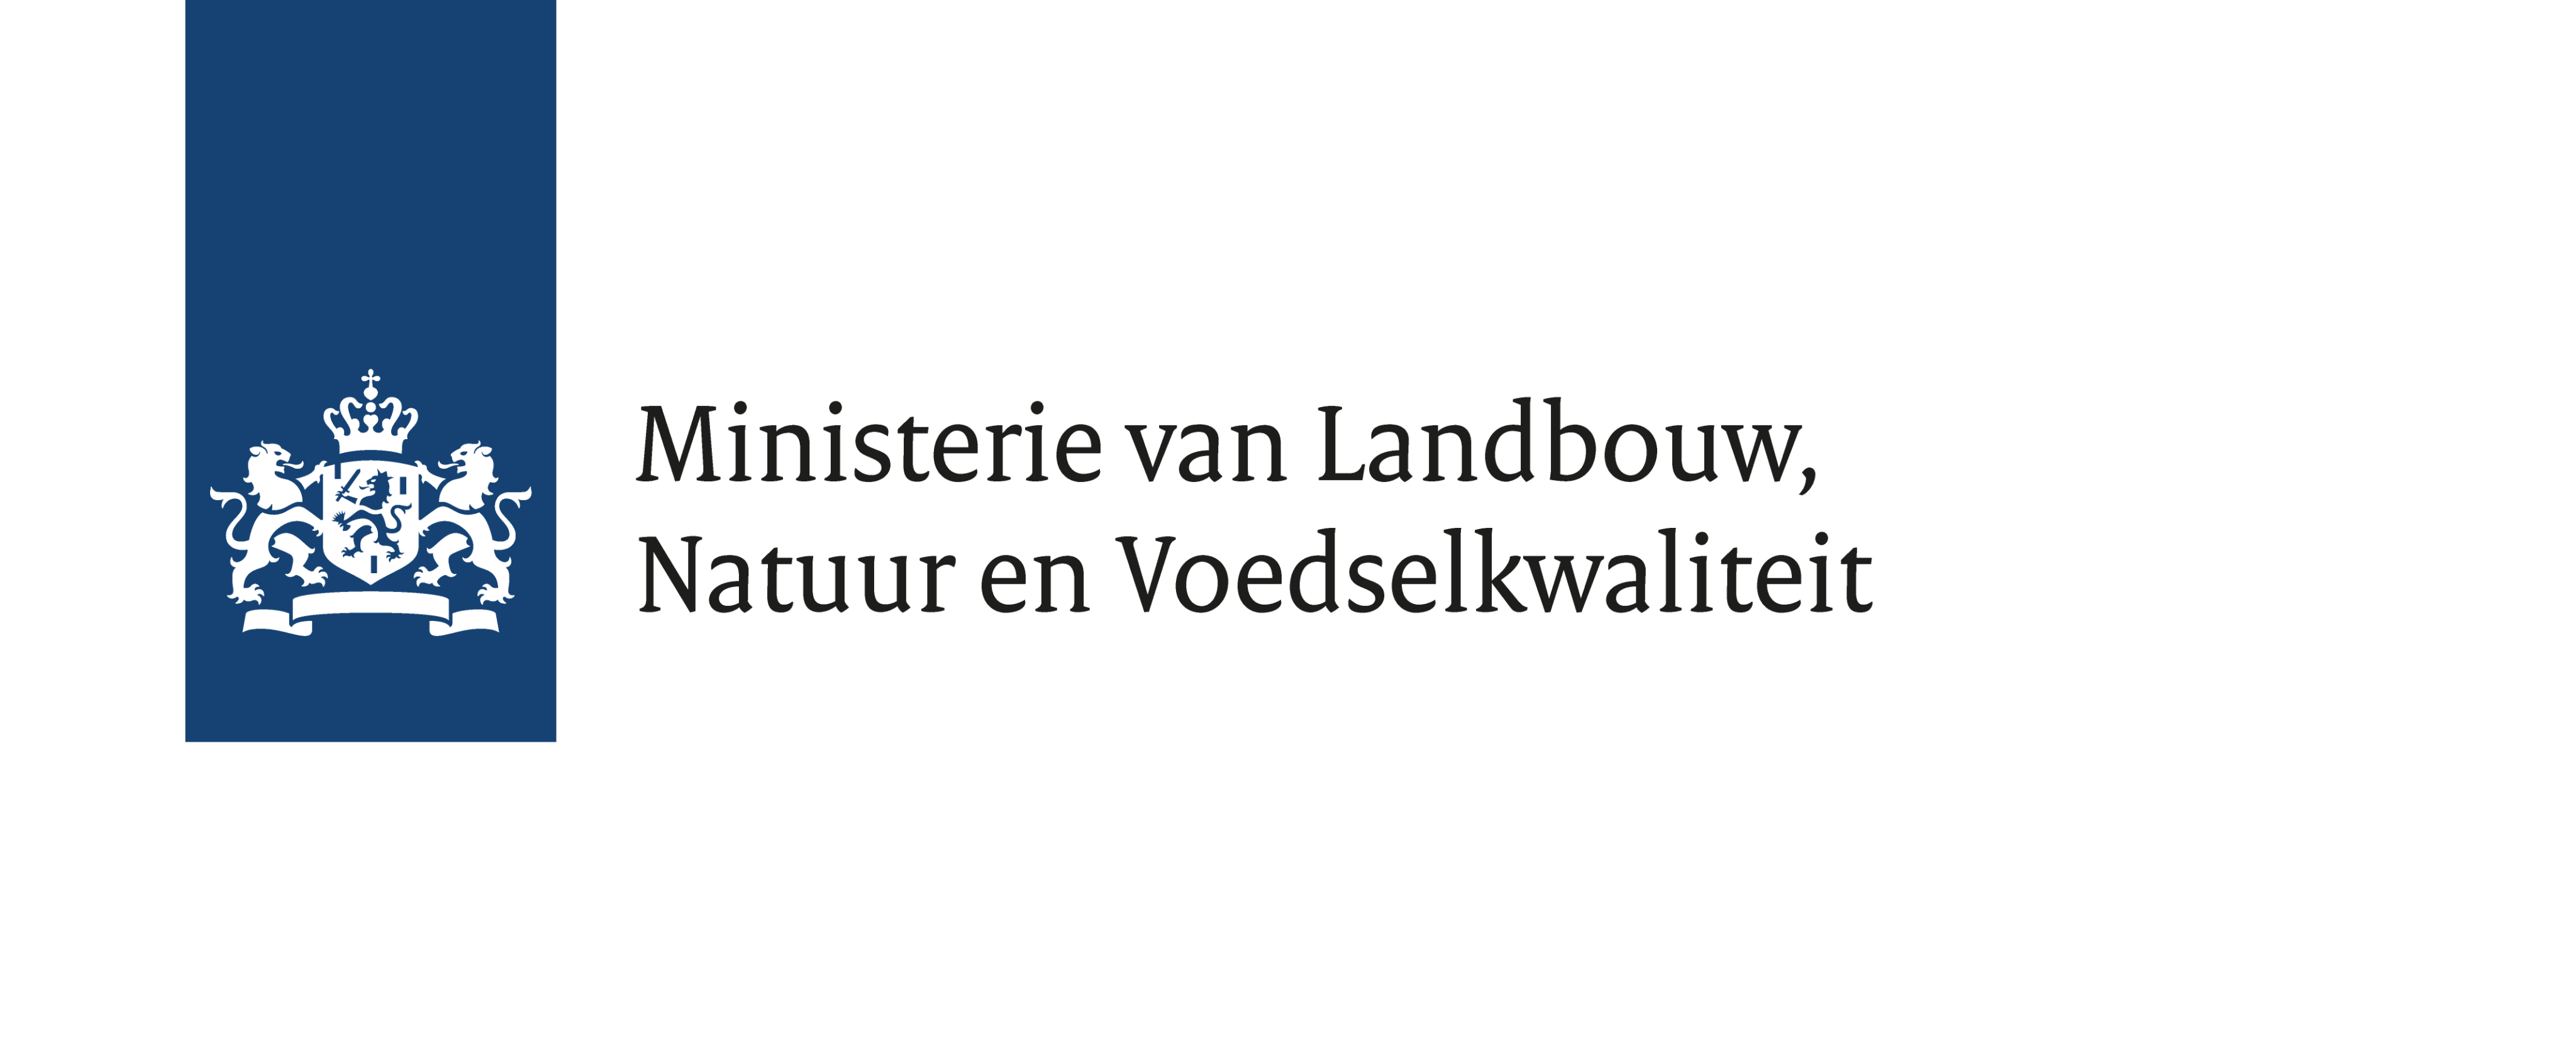 Ministerie van Landbouw,
Natuur en Voedselkwaliteit